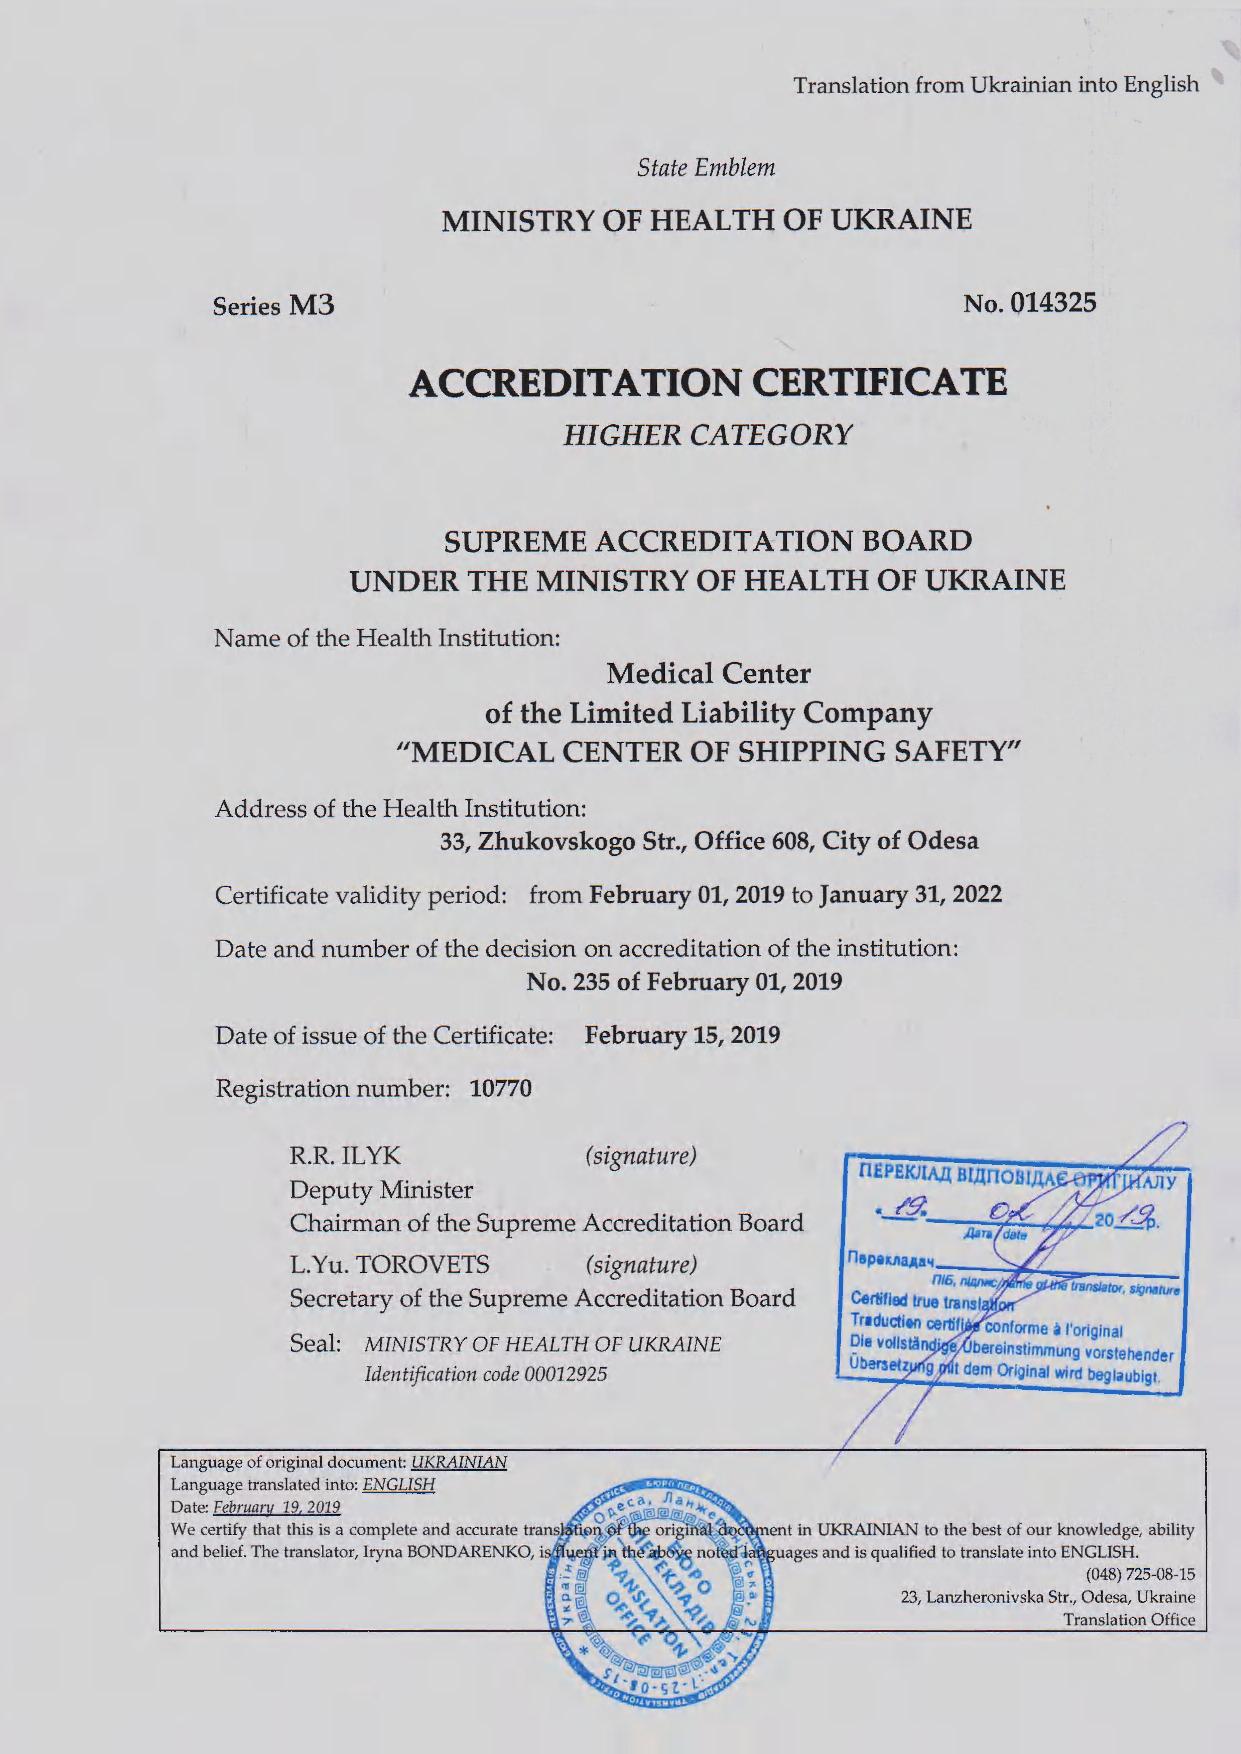 Translation from Ukrainian into English
State Emblem
MINISTRY OF HEALTH OF UKRAINE
Series M3 No. 014325
ACCREDITATION CERTIFICATE
HIGHER CATEGORY
SUPREME ACCREDITATION BOARD
UNDER THE MINISTRY OF HEALTH OF UKRAINE
Name of the Health Institution:
Medical Center
of the Limited Liability Company
“MEDICAL CENTER OF SHIPPING SAFETY”
Address of the Health Institution:
33, Zhukovskogo Str., Office 608, City of Odesa
Certificate validity period: from February 01, 2019 to January 31, 2022
Date and number of the decision on accreditation of the institution:
No. 235 of February 01, 2019
Date of issue of the Certificate: February 15, 2019
Registration number: 10770
R.R. ILYK (signature)
Deputy Minister
Chairman of the Supreme Accreditation Board
L.Yu. TOROVETS (signature)
Secretary of the Supreme Accreditation Board
Seal: MINISTRY OF HEALTH OF UKRAINE
Identification code 00012925
ПЕРЕКЛАД ВІДПОВІДАЄ ОРИГІНАЛУ
19. 02 2019р.
Дата/date
Перекладач
ПІБ, підпис/name of the translator, signature
Certified true translation
Traduction certifiée conforme à l'original
Die vollständige Übereinstimmung vorstehender
Übersetzung mit dem Original wird beglaubigt.
Language of original document: UKRAINIAN
Language translated into: ENGLISH
Date: February 19, 2019
We certify that this is a complete and accurate translation of the original document in UKRAINIAN to the best of our knowledge, ability
and belief. The translator, Iryna BONDARENKO, is fluent in the above noted languages and is qualified to translate into ENGLISH.
(048) 725-08-15
23, Lanzheronivska Str., Odesa, Ukraine
Translation Office
БЮРО
ПЕРЕКЛАДІВ
TRANSLATION
OFFICE